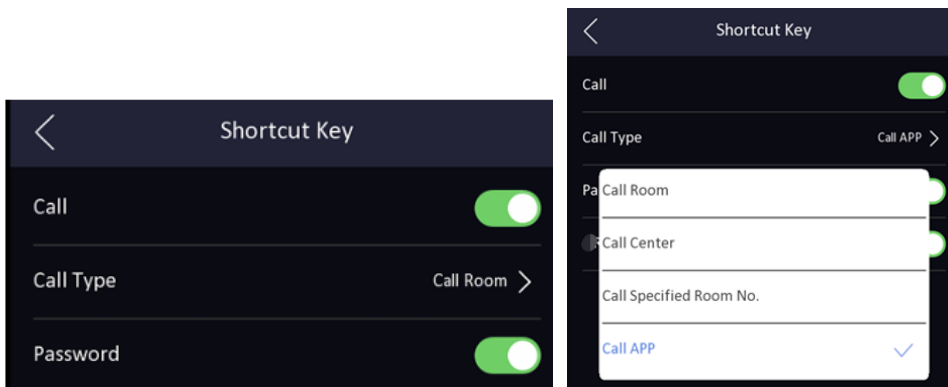 Shortcut Key
Call
Call Type Call Room
Password
Shortcut Key
Call
Call Type Call APP
Pa
Call Room
Call Center
Call Specified Room No.
Call APP